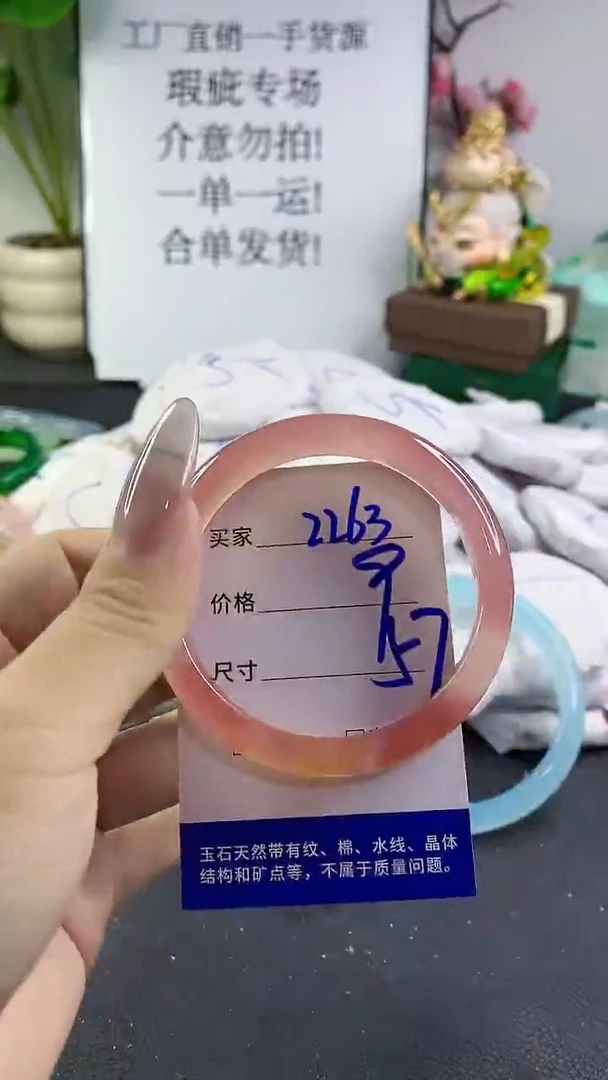 工厂直销一手货源
瑕疵专场
介意勿拍!
一单一运!
合单发货!
买家 2263
价格
尺寸 57
玉石天然带有纹、棉、水线、晶体
结构和矿点等，不属于质量问题。